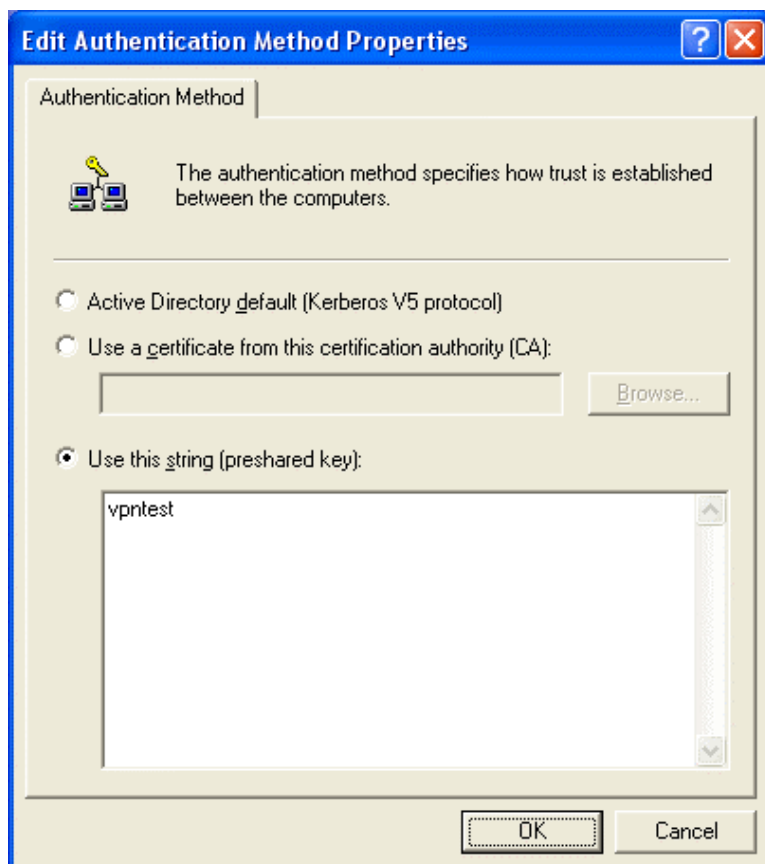 Edit Authentication Method Properties
Authentication Method
The authentication method specifies how trust is established
between the computers.
Active Directory default (Kerberos V5 protocol)
Use a certificate from this certification authority (CA):
Browse...
Use this string (preshared key):
vpntest
OK
Cancel